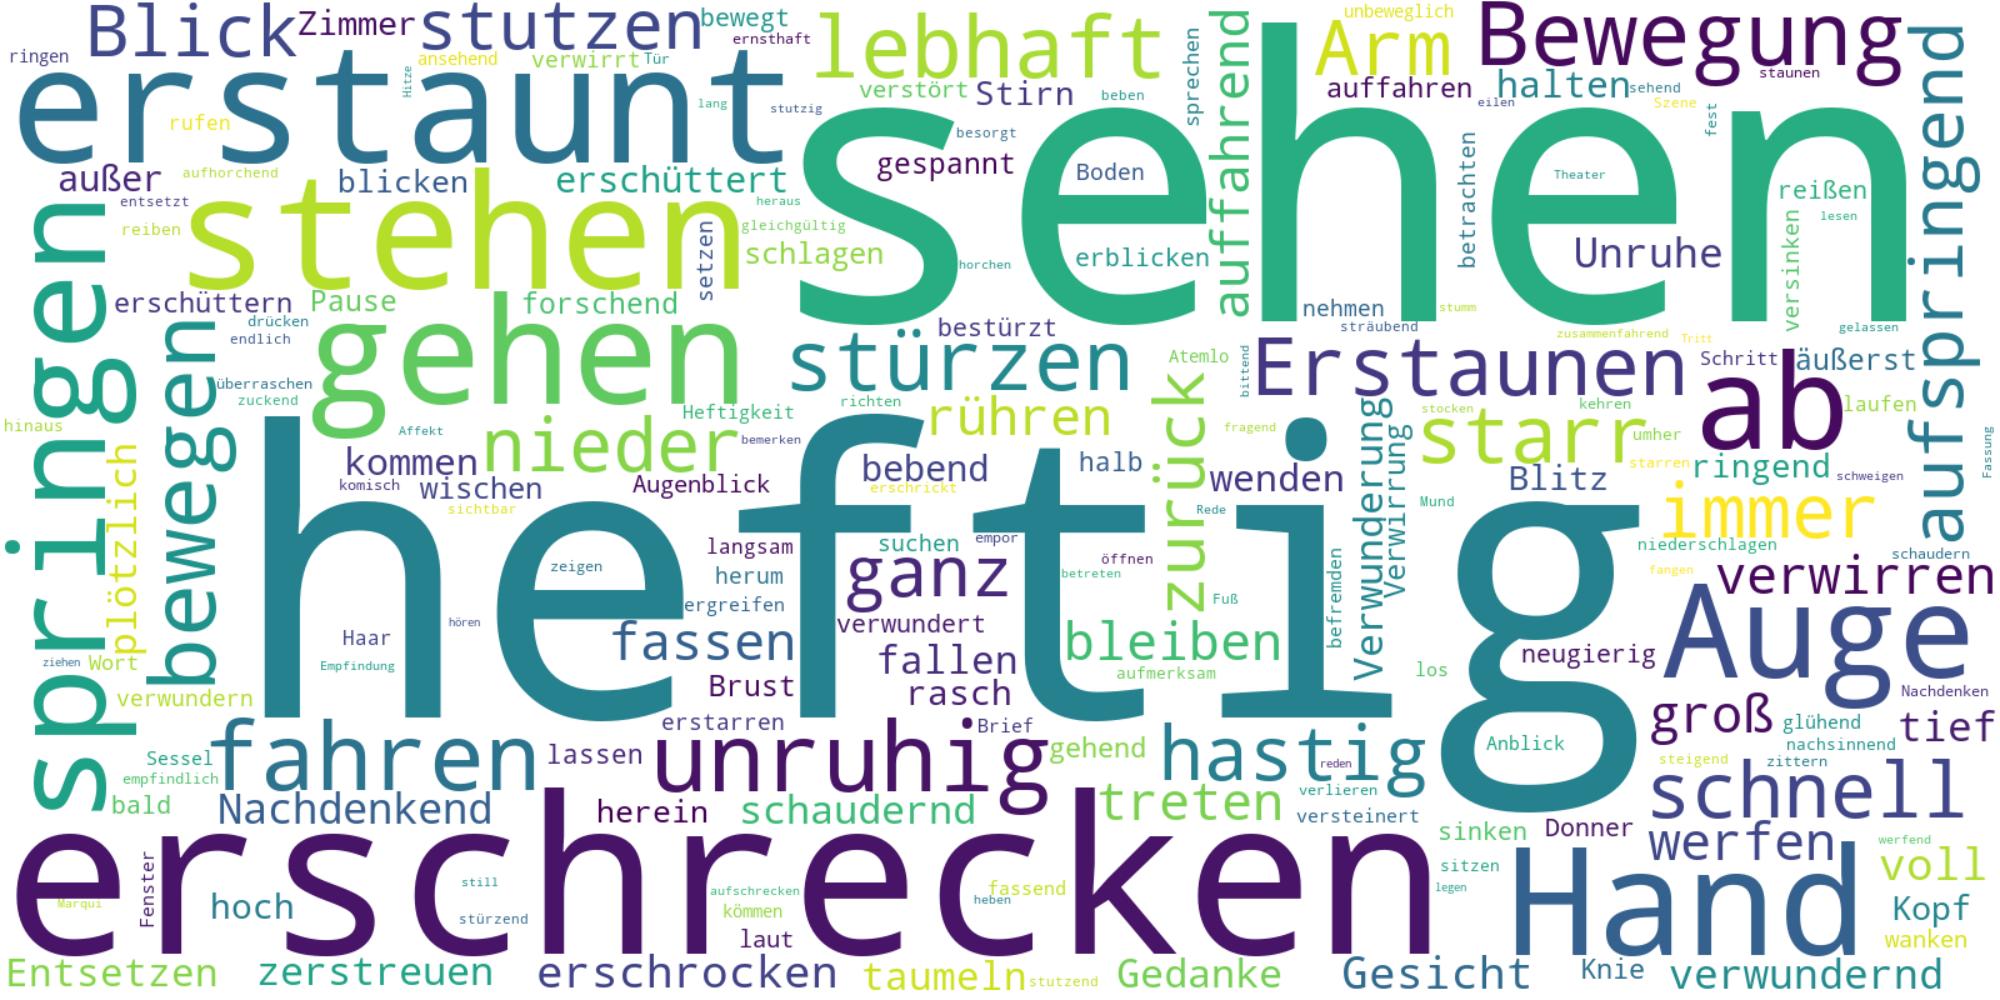 Blick
Zimmer
stutzen
bewegt
ernsthaft
lebhaft
auffahrend
unbeweglich
Arm
Bewegung
staunen
ringen
ansehend
verwirrt
Tür
Hitze
erstaunt
lang
stutzig
verstört
Stirn
beben
sprechen
auffahren
halten
sehend
eilen
Szene
fest
aufspringend
rufen
besorgt
sehen
außer
aufhorchend
blicken
erschüttert
gespannt
Boden
betrachten
Theater
reißen
entsetzt
stehen
heraus
reiben
setzen
gleichgültig
schlagen
horchen
erblicken
Unruhe
versinken
lesen
springen
erschüttern
Pause
forschend
nehmen
stumm
drücken
endlich
bewegen
gehen
bestürzt
sträubend
zusammenfahrend
Tritt
gelassen
stürzen
Atemlo
bittend
Erstaunen
Schritt
äußerst
überraschen
zuckend
richten
zurück
ab
hinaus
Affekt
nieder
Heftigkeit
bemerken
rühren
fragend
Verwunderung
Verwirrung
stocken
kehren
laufen
starr
umher
Fassung
plötzlich
kommen
komisch
wischen
Augenblick
bebend
halb
wenden
Blitz
starren
ringend
schweigen
sichtbar
erschrickt
Rede
Mund
immer
heftig
langsam
suchen
empor
öffnen
niederschlagen
schaudern
zeigen
herum
ganz
betreten
befremden
fangen
verwirren
ergreifen
Fuß
Auge
Haar
hören
fassen
verwundert
bleiben
ziehen
Wort
Empfindung
fallen
aufmerksam
los
neugierig
verwundern
Brust
rasch
Nachdenken
erstarren
Brief
groß
glühend
tief
Sessel
fahren
lassen
unruhig
gehend
hastig
reden
Anblick
nachsinnend
empfindlich
steigend
zittern
bald
Nachdenkend
herein
schaudernd
treten
verlieren
versteinert
schnell
sinken
Donner
werfen
werfend
erschrecken
Hand
sitzen
voll
Fenster
still
aufschrecken
fassend
legen
Marqui
hoch
stürzend
kömmen
heben
Kopf
laut
wanken
Entsetzen
zerstreuen
erschrocken
taumeln
stutzend
Gedanke
Gesicht
Knie
verwundernd